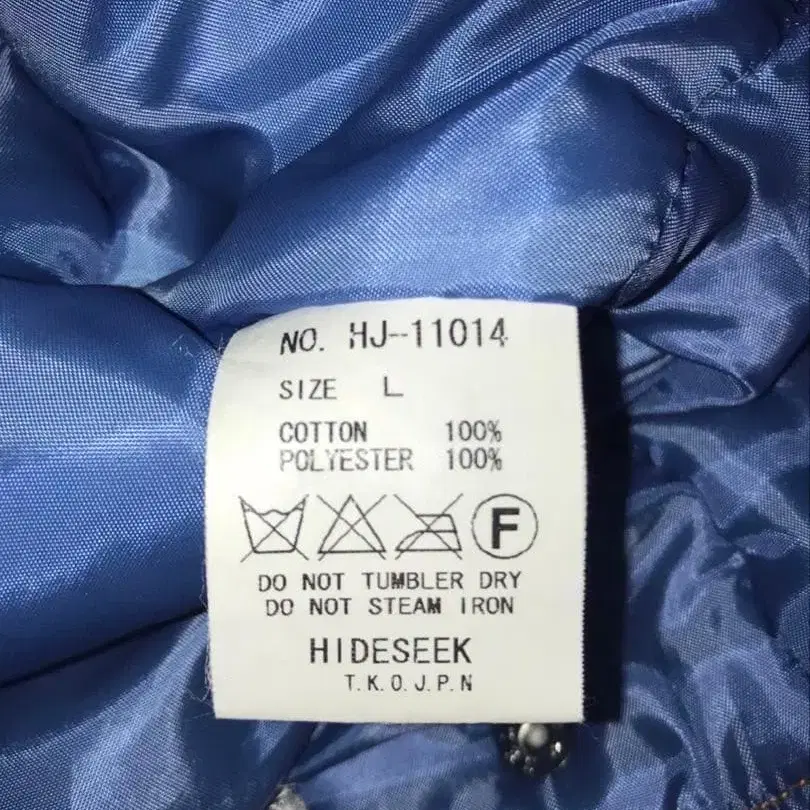 NO. HJ-11014
SIZE L
COTTON 100%
POLYESTER 100%
F
DO NOT TUMBLER DRY
DO NOT STEAM IRON
HIDESEEK
T.K.O.J.P.N